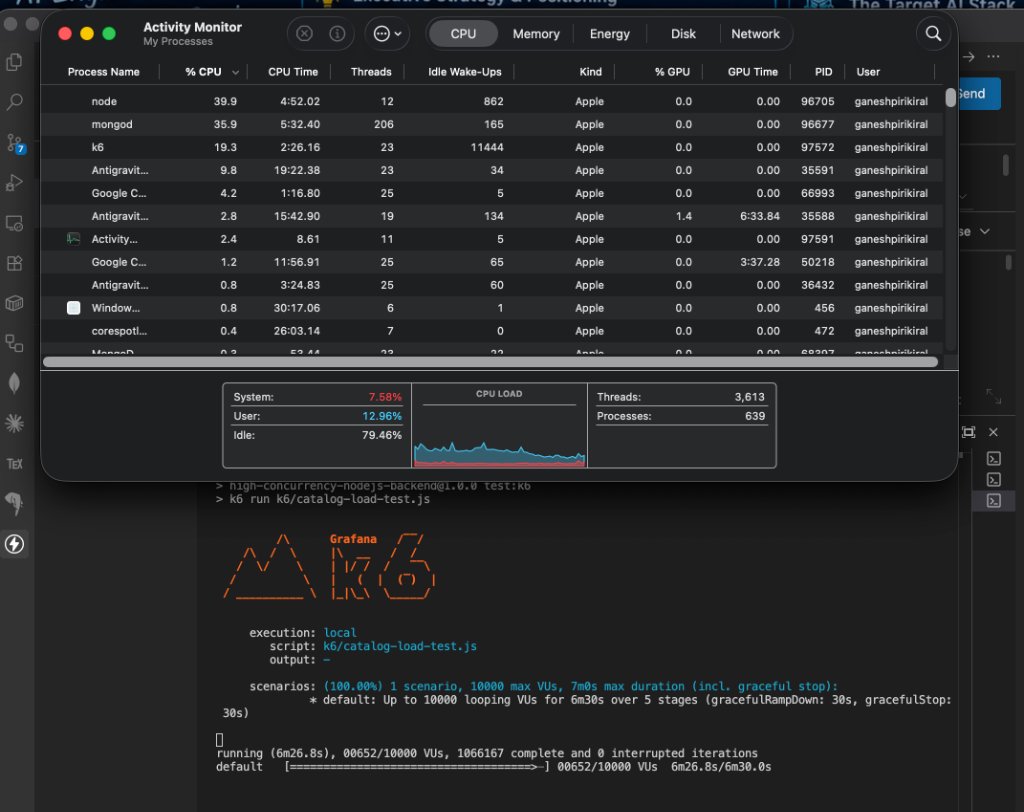 Executive Strategy & Positioning
The Target AI Stack
Activity Monitor
My Processes
CPU Memory Energy Disk Network
Process Name % CPU CPU Time Threads Idle Wake-Ups Kind % GPU GPU Time PID User
node 39.9 4:52.02 12 862 Apple 0.0 0.00 96705 ganeshpirikiral
mongod 35.9 5:32.40 206 165 Apple 0.0 0.00 96677 ganeshpirikiral
k6 19.3 2:26.16 23 11444 Apple 0.0 0.00 97572 ganeshpirikiral
Antigravit... 9.8 19:22.38 23 34 Apple 0.0 0.00 35591 ganeshpirikiral
Google C... 4.2 1:16.80 25 5 Apple 0.0 0.00 66993 ganeshpirikiral
Antigravit... 2.8 15:42.90 19 134 Apple 1.4 6:33.84 35588 ganeshpirikiral
Activity... 2.4 8.61 11 5 Apple 0.0 0.00 97591 ganeshpirikiral
Google C... 1.2 11:56.91 25 65 Apple 0.0 3:37.28 50218 ganeshpirikiral
Antigravit... 0.8 3:24.83 25 60 Apple 0.0 0.00 36432 ganeshpirikiral
Window... 0.8 30:17.06 6 1 Apple 0.0 0.00 456 ganeshpirikiral
corespotl... 0.4 26:03.14 7 0 Apple 0.0 0.00 472 ganeshpirikiral
System: 7.58%
User: 12.96%
Idle: 79.46%
CPU LOAD
Threads: 3,613
Processes: 639
Send
7
TEX
> high-concurrency-nodejs-backend@1.0.0 test:k6
> k6 run k6/catalog-load-test.js
Grafana
k6
execution: local
script: k6/catalog-load-test.js
output: -
scenarios: (100.00%) 1 scenario, 10000 max VUs, 7m0s max duration (incl. graceful stop):
* default: Up to 10000 looping VUs for 6m30s over 5 stages (gracefulRampDown: 30s, gracefulStop:
30s)
running (6m26.8s), 00652/10000 VUs, 1066167 complete and 0 interrupted iterations
default [====================================>-] 00652/10000 VUs 6m26.8s/6m30.0s